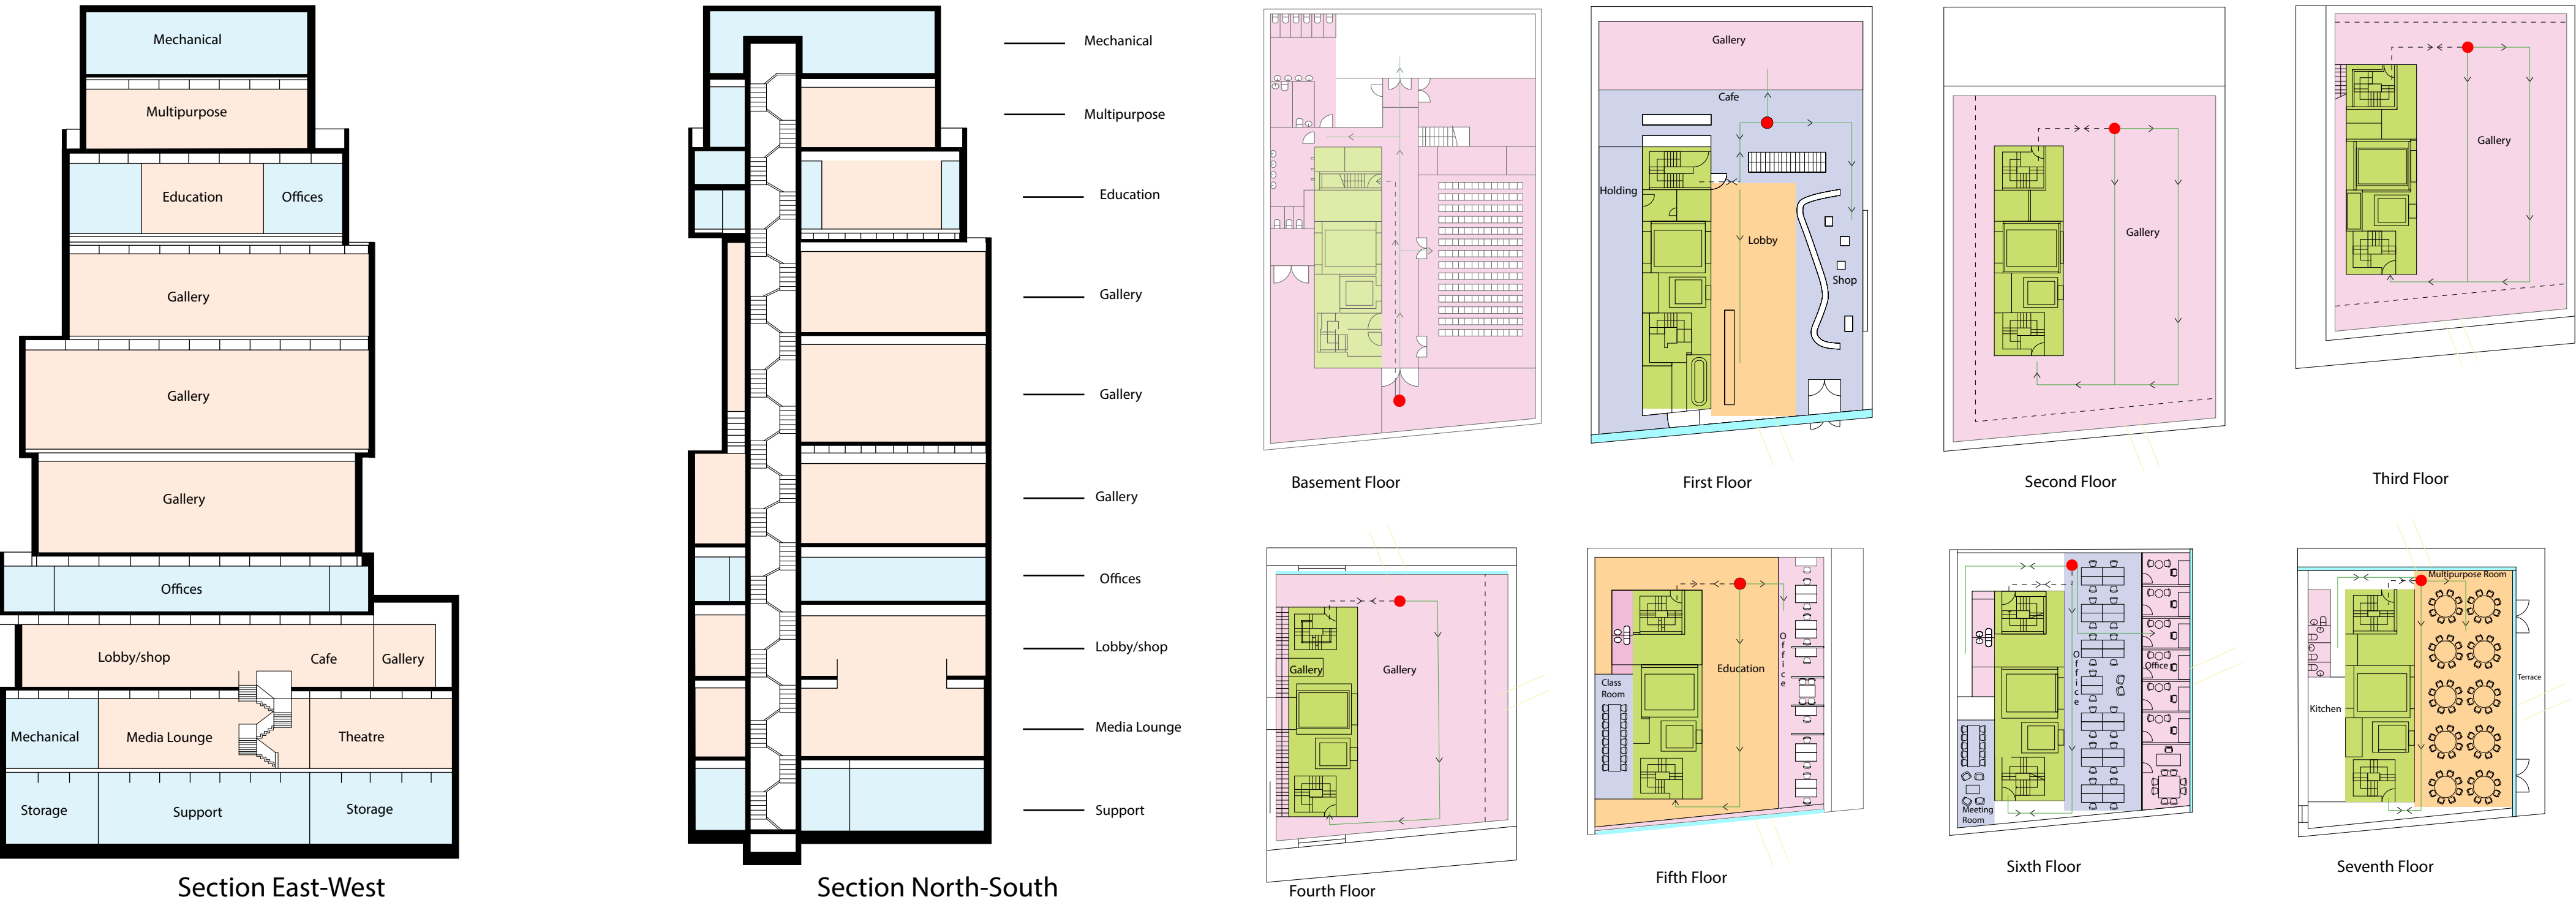 Mechanical
Multipurpose
Education
Offices
Gallery
Gallery
Gallery
Offices
Lobby/shop
Cafe
Gallery
Mechanical
Media Lounge
Theatre
Storage
Support
Storage
Section East-West
Mechanical
Multipurpose
Education
Gallery
Gallery
Gallery
Offices
Lobby/shop
Media Lounge
Support
Section North-South
Basement Floor
Gallery
Cafe
Holding
Lobby
Shop
First Floor
Gallery
Second Floor
Gallery
Third Floor
Gallery
Gallery
Fourth Floor
Education
Office
Class
Room
Fifth Floor
Office
Office
Meeting
Room
Sixth Floor
Multipurpose Room
Terrace
Kitchen
Seventh Floor